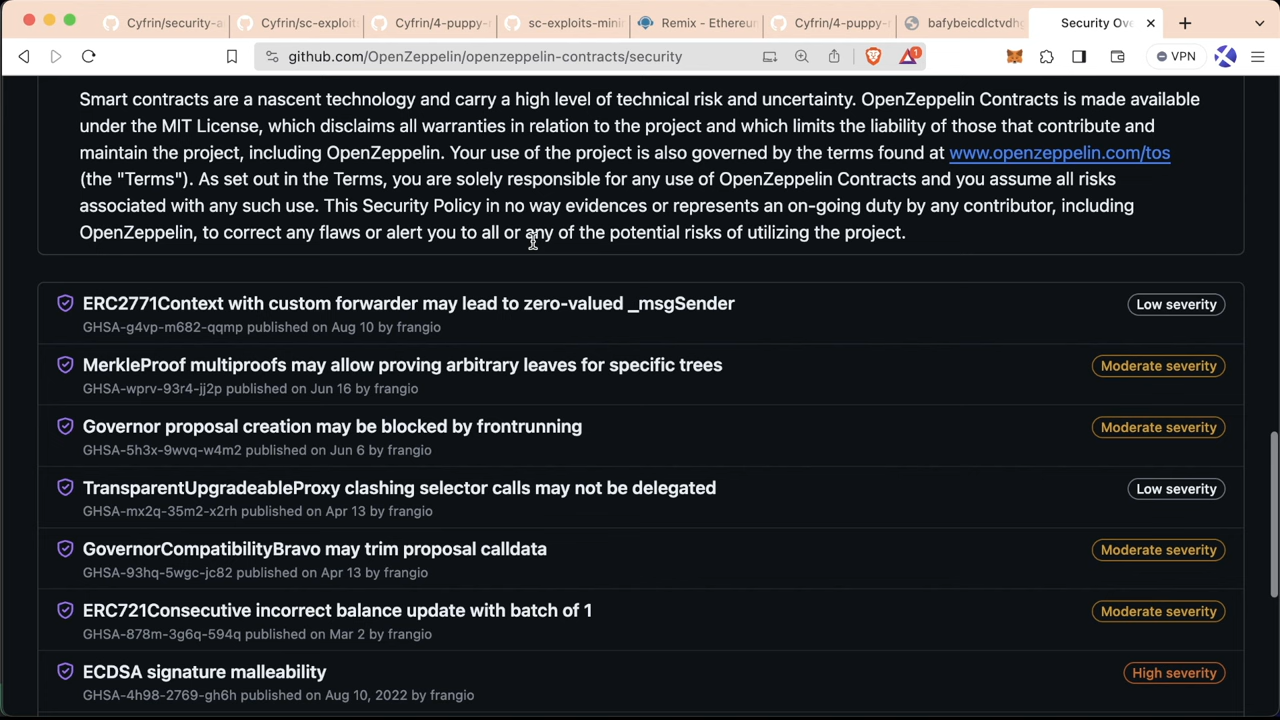 Cyfrin/security-a
Cyfrin/sc-exploit
Cyfrin/4-puppy-r
sc-exploits-mini
Remix - Ethereu
Cyfrin/4-puppy-r
bafybeicdlctvdhg
Security Ove
github.com/OpenZeppelin/openzeppelin-contracts/security
1
VPN
Smart contracts are a nascent technology and carry a high level of technical risk and uncertainty. OpenZeppelin Contracts is made available
under the MIT License, which disclaims all warranties in relation to the project and which limits the liability of those that contribute and
maintain the project, including OpenZeppelin. Your use of the project is also governed by the terms found at www.openzeppelin.com/tos
(the "Terms"). As set out in the Terms, you are solely responsible for any use of OpenZeppelin Contracts and you assume all risks
associated with any such use. This Security Policy in no way evidences or represents an on-going duty by any contributor, including
OpenZeppelin, to correct any flaws or alert you to all or any of the potential risks of utilizing the project.
ERC2771Context with custom forwarder may lead to zero-valued _msgSender
Low severity
GHSA-g4vp-m682-qqmp published on Aug 10 by frangio
MerkleProof multiproofs may allow proving arbitrary leaves for specific trees
Moderate severity
GHSA-wprv-93r4-jj2p published on Jun 16 by frangio
Governor proposal creation may be blocked by frontrunning
Moderate severity
GHSA-5h3x-9wvq-w4m2 published on Jun 6 by frangio
TransparentUpgradeableProxy clashing selector calls may not be delegated
Low severity
GHSA-mx2q-35m2-x2rh published on Apr 13 by frangio
GovernorCompatibilityBravo may trim proposal calldata
Moderate severity
GHSA-93hq-5wgc-jc82 published on Apr 13 by frangio
ERC721Consecutive incorrect balance update with batch of 1
Moderate severity
GHSA-878m-3g6q-594q published on Mar 2 by frangio
ECDSA signature malleability
High severity
GHSA-4h98-2769-gh6h published on Aug 10, 2022 by frangio